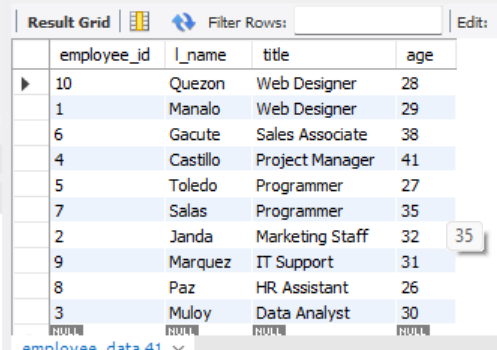 Result Grid Filter Rows: Edit:
employee_id l_name title age
10 Quezon Web Designer 28
1 Manalo Web Designer 29
6 Gacute Sales Associate 38
4 Castillo Project Manager 41
5 Toledo Programmer 27
7 Salas Programmer 35
2 Janda Marketing Staff 32 35
9 Marquez IT Support 31
8 Paz HR Assistant 26
3 Muloy Data Analyst 30
NULL NULL NULL NULL
employee_data 41